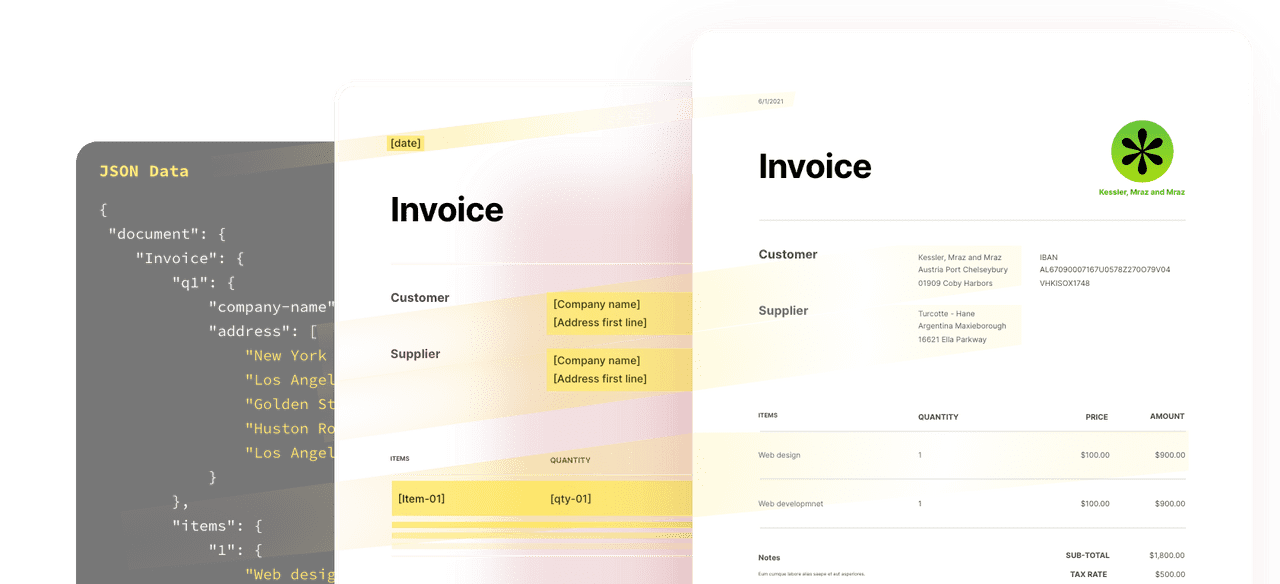 JSON Data
{
"document": {
"Invoice": {
"q1": {
"company-name"
"address": [
"New York
"Los Angel
"Golden St
"Huston Ro
"Los Angel
}
},
"items": {
"1": {
"Web desig
[date]
Invoice
Customer
[Company name]
[Address first line]
Supplier
[Company name]
[Address first line]
ITEMS QUANTITY
[Item-01] [qty-01]
6/1/2021
Invoice
Kessler, Mraz and Mraz
Customer
Kessler, Mraz and Mraz
Austria Port Chelseybury
01909 Coby Harbors
IBAN
AL67090007167U0578Z270O79V04
VHKISOX1748
Supplier
Turcotte - Hane
Argentina Maxieborough
16621 Ella Parkway
ITEMS QUANTITY PRICE AMOUNT
Web design 1 $100.00 $900.00
Web developmnet 1 $100.00 $900.00
Notes
Eum cumque labore alias saepe et aut asperiores.
SUB-TOTAL $1,800.00
TAX RATE $500.00